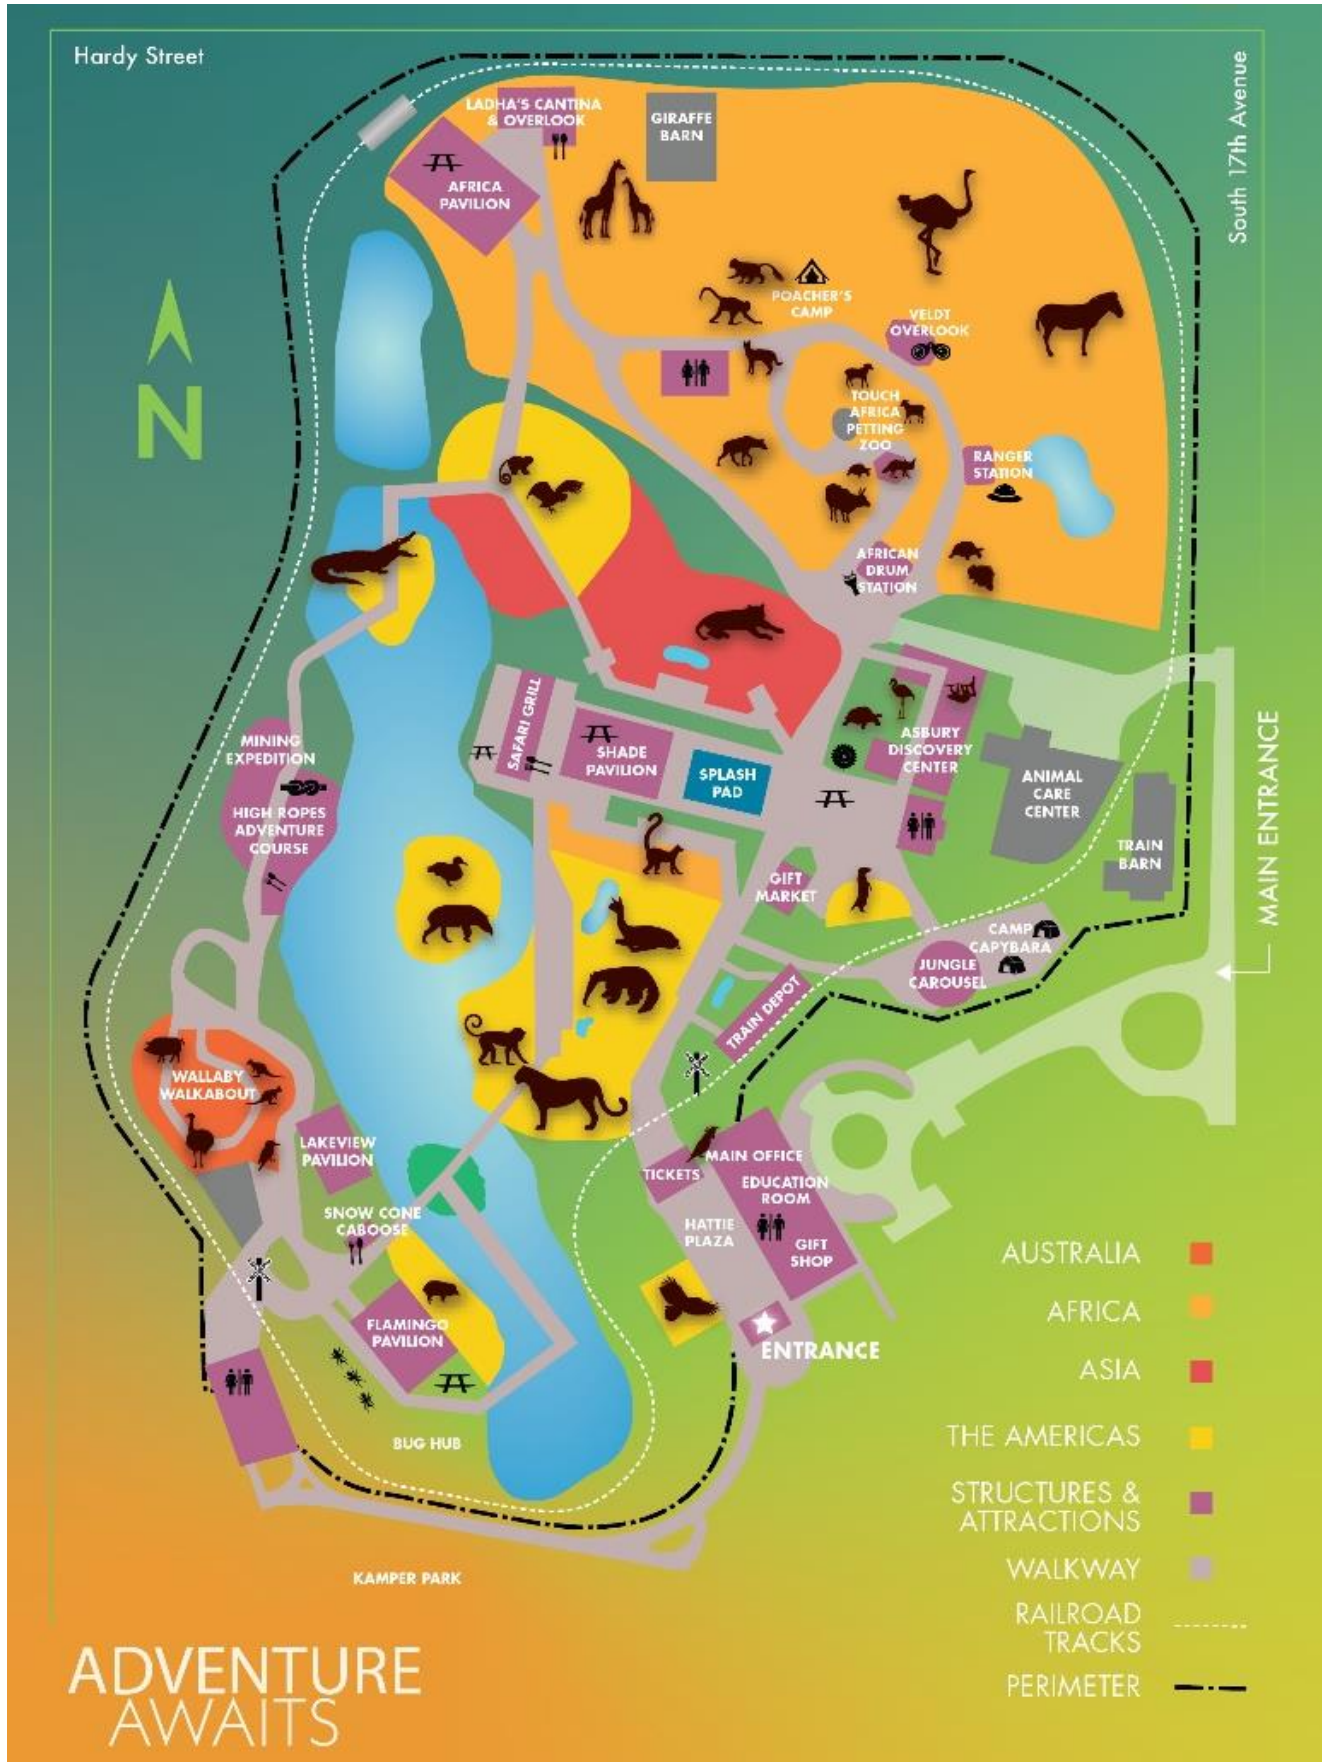 Hardy Street
South 17th Avenue
LADHA'S CANTINA
& OVERLOOK
GIRAFFE
BARN
AFRICA
PAVILION
POACHER'S
CAMP
VELDT
OVERLOOK
TOUCH
AFRICA
PETTING
ZOO
RANGER
STATION
N
AFRICAN
DRUM
STATION
MINING
EXPEDITION
HIGH ROPES
ADVENTURE
COURSE
SAFARI GRILL
SHADE
PAVILION
SPLASH
PAD
ASBURY
DISCOVERY
CENTER
ANIMAL
CARE
CENTER
TRAIN
BARN
MAIN ENTRANCE
GIFT
MARKET
CAMP
CAPYBARA
JUNGLE
CAROUSEL
TRAIN DEPOT
WALLABY
WALKABOUT
LAKEVIEW
PAVILION
MAIN OFFICE
TICKETS
EDUCATION
ROOM
SNOW CONE
CABOOSE
HATTIE
PLAZA
GIFT
SHOP
FLAMINGO
PAVILION
ENTRANCE
BUG HUB
KAMPER PARK
AUSTRALIA
AFRICA
ASIA
THE AMERICAS
STRUCTURES &
ATTRACTIONS
WALKWAY
RAILROAD
TRACKS
PERIMETER
ADVENTURE
AWAITS